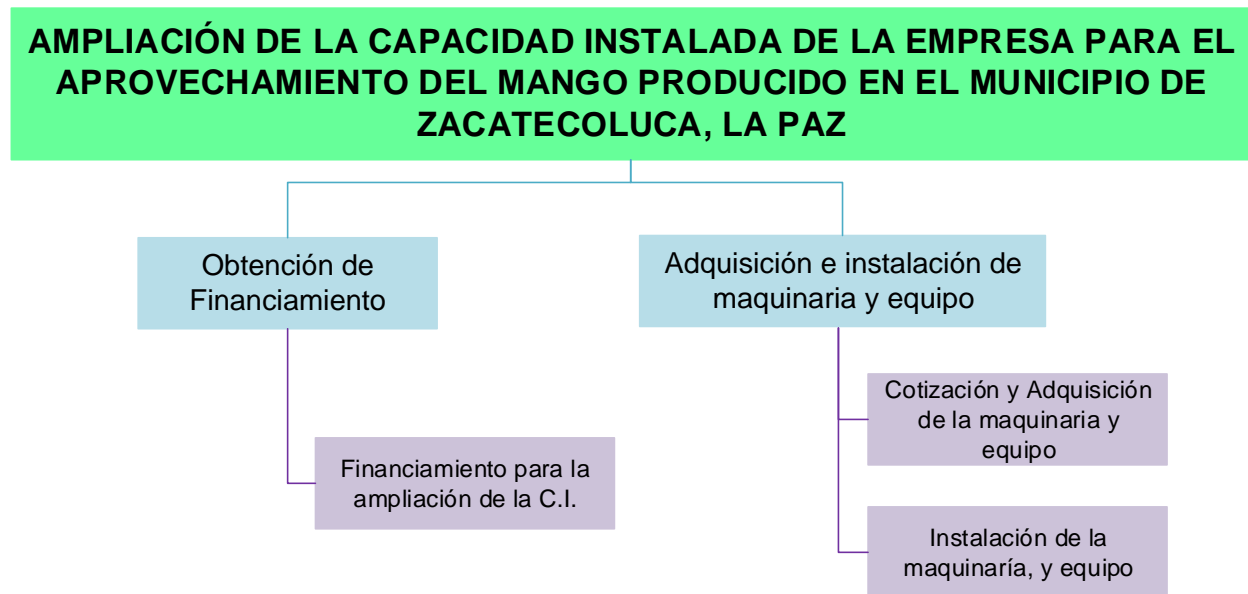 AMPLIACIÓN DE LA CAPACIDAD INSTALADA DE LA EMPRESA PARA EL
APROVECHAMIENTO DEL MANGO PRODUCIDO EN EL MUNICIPIO DE
ZACATECOLUCA, LA PAZ
Obtención de
Financiamiento
Adquisición e instalación de
maquinaria y equipo
Financiamiento para la
ampliación de la C.I.
Cotización y Adquisición
de la maquinaria y
equipo
Instalación de la
maquinaría, y equipo